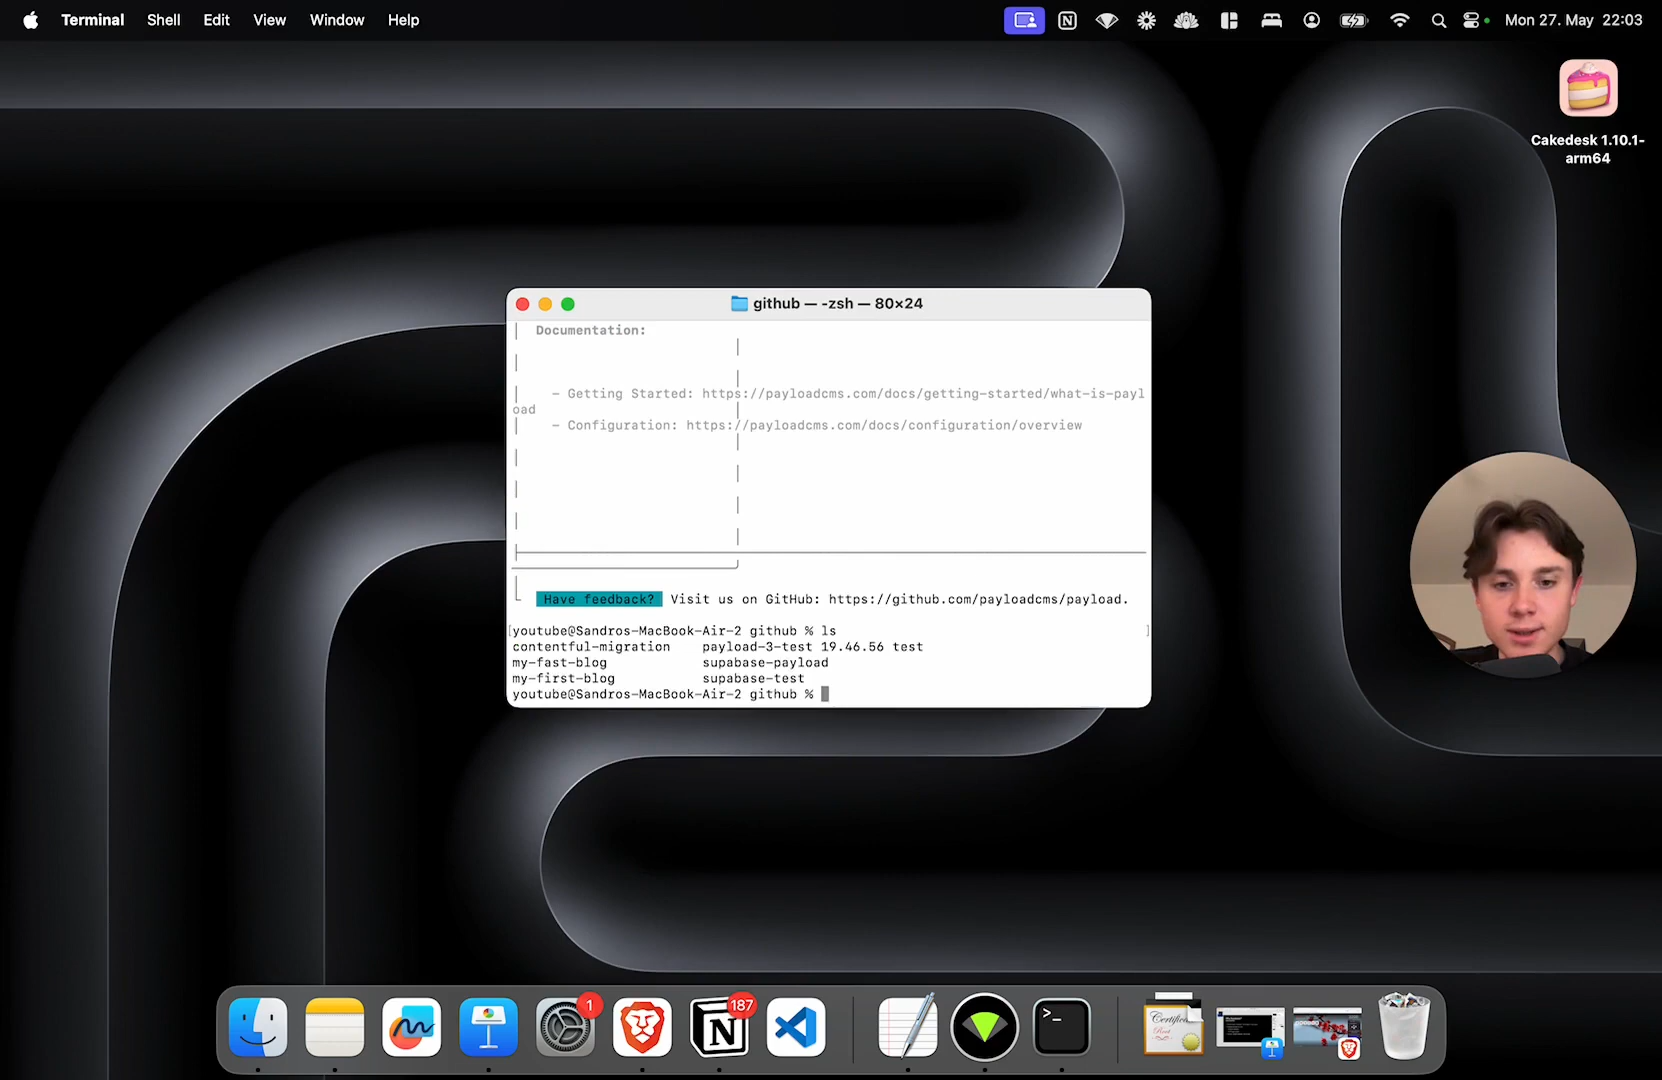 Terminal Shell Edit View Window Help
Mon 27. May 22:03
Cakedesk 1.10.1-
arm64
github — -zsh — 80×24
Documentation:
- Getting Started: https://payloadcms.com/docs/getting-started/what-is-payl
oad
- Configuration: https://payloadcms.com/docs/configuration/overview
Have feedback? Visit us on GitHub: https://github.com/payloadcms/payload.
[youtube@Sandros-MacBook-Air-2 github % ls ]
contentful-migration payload-3-test 19.46.56 test
my-fast-blog supabase-payload
my-first-blog supabase-test
youtube@Sandros-MacBook-Air-2 github %
1
187